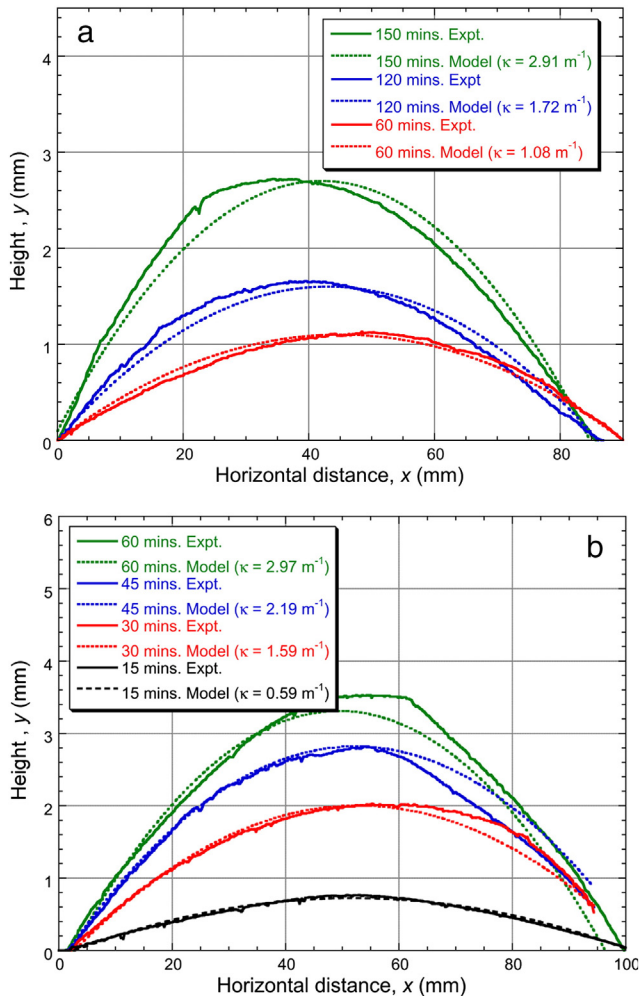 a
150 mins. Expt.
150 mins. Model (κ = 2.91 m⁻¹)
120 mins. Expt
120 mins. Model (κ = 1.72 m⁻¹)
60 mins. Expt.
60 mins. Model (κ = 1.08 m⁻¹)
4
3
2
1
0
Height , y (mm)
0 20 40 60 80
Horizontal distance, x (mm)
b
60 mins. Expt.
60 mins. Model (κ = 2.97 m⁻¹)
45 mins. Expt.
45 mins. Model (κ = 2.19 m⁻¹)
30 mins. Expt.
30 mins. Model (κ = 1.59 m⁻¹)
15 mins. Expt.
15 mins. Model (κ = 0.59 m⁻¹)
6
5
4
3
2
1
0
Height , y (mm)
0 20 40 60 80 100
Horizontal distance, x (mm)